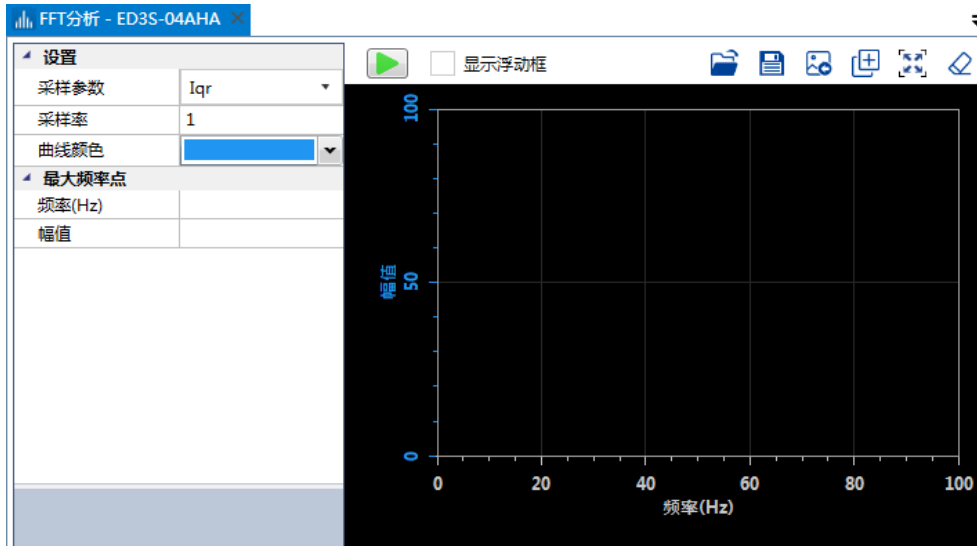 FFT分析 - ED3S-04AHA
设置
采样参数 Iqr
采样率 1
曲线颜色
最大频率点
频率(Hz)
幅值
显示浮动框
100
50
0
幅值
0 20 40 60 80 100
频率(Hz)